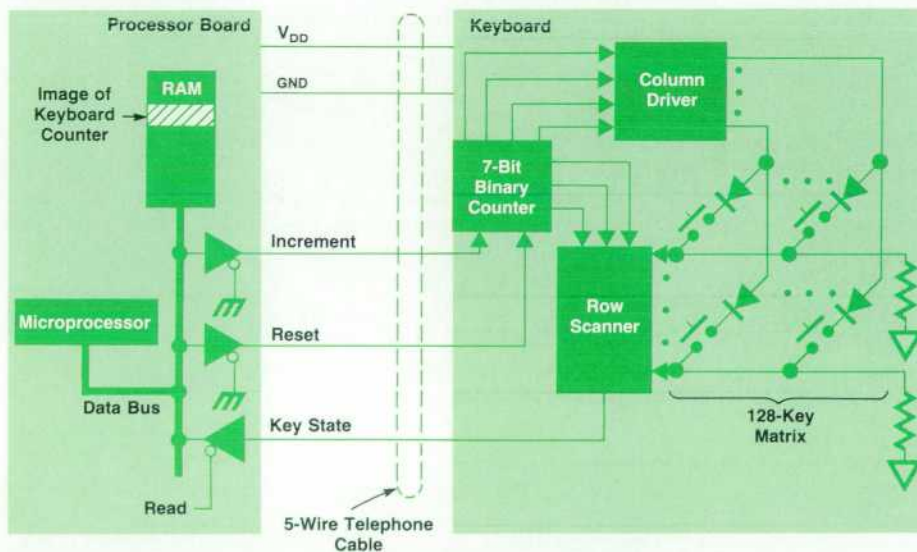 Processor Board
RAM
Image of
Keyboard
Counter
Microprocessor
Data Bus
Read
V_DD
GND
Increment
Reset
Key State
5-Wire Telephone
Cable
Keyboard
Column
Driver
7-Bit
Binary
Counter
Row
Scanner
128-Key
Matrix